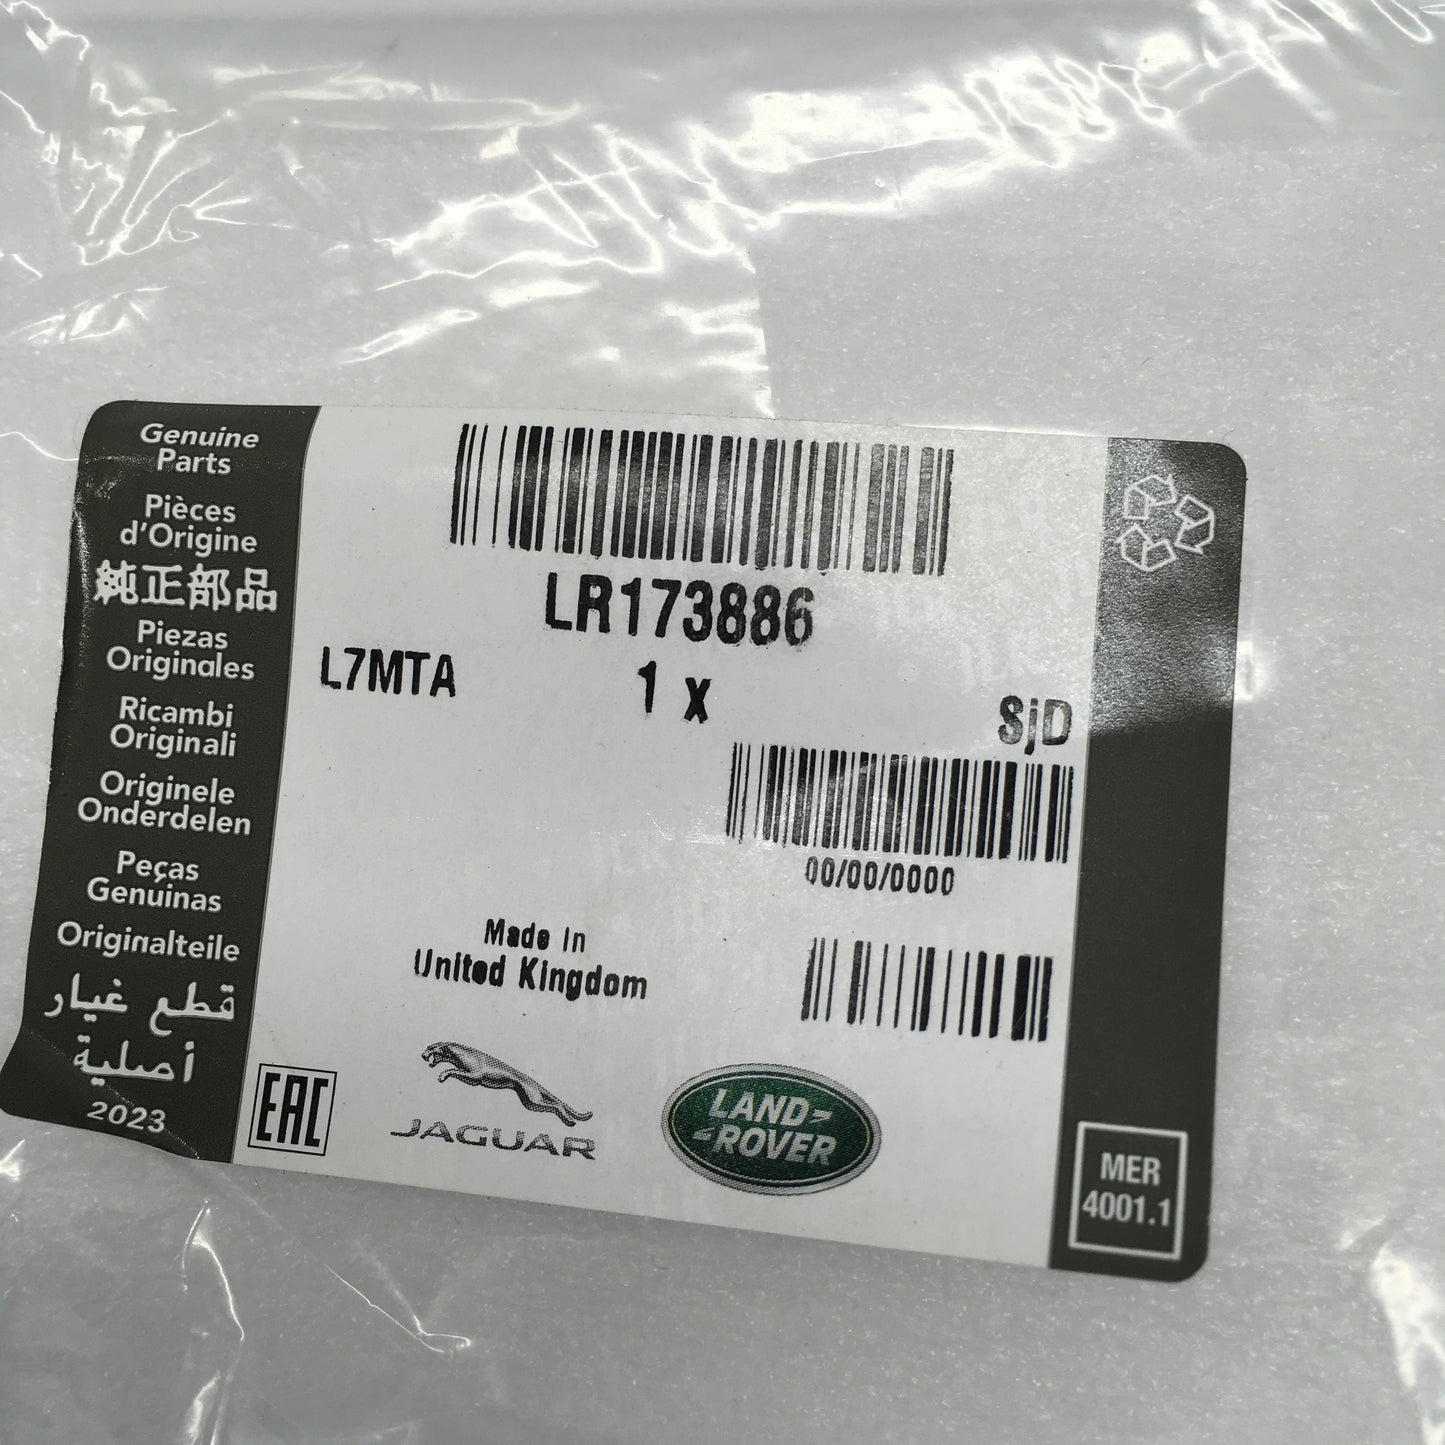 Genuine
Parts
Pièces
d'Origine
純正部品
Piezas
Originales
Ricambi
Originali
Originele
Onderdelen
Peças
Genuinas
Originalteile
قطع غيار
أصلية
2023
LR173886
L7MTA
1 x
SjD
00/00/0000
Made In
United Kingdom
EAC
JAGUAR
LAND-
-ROVER
MER
4001.1